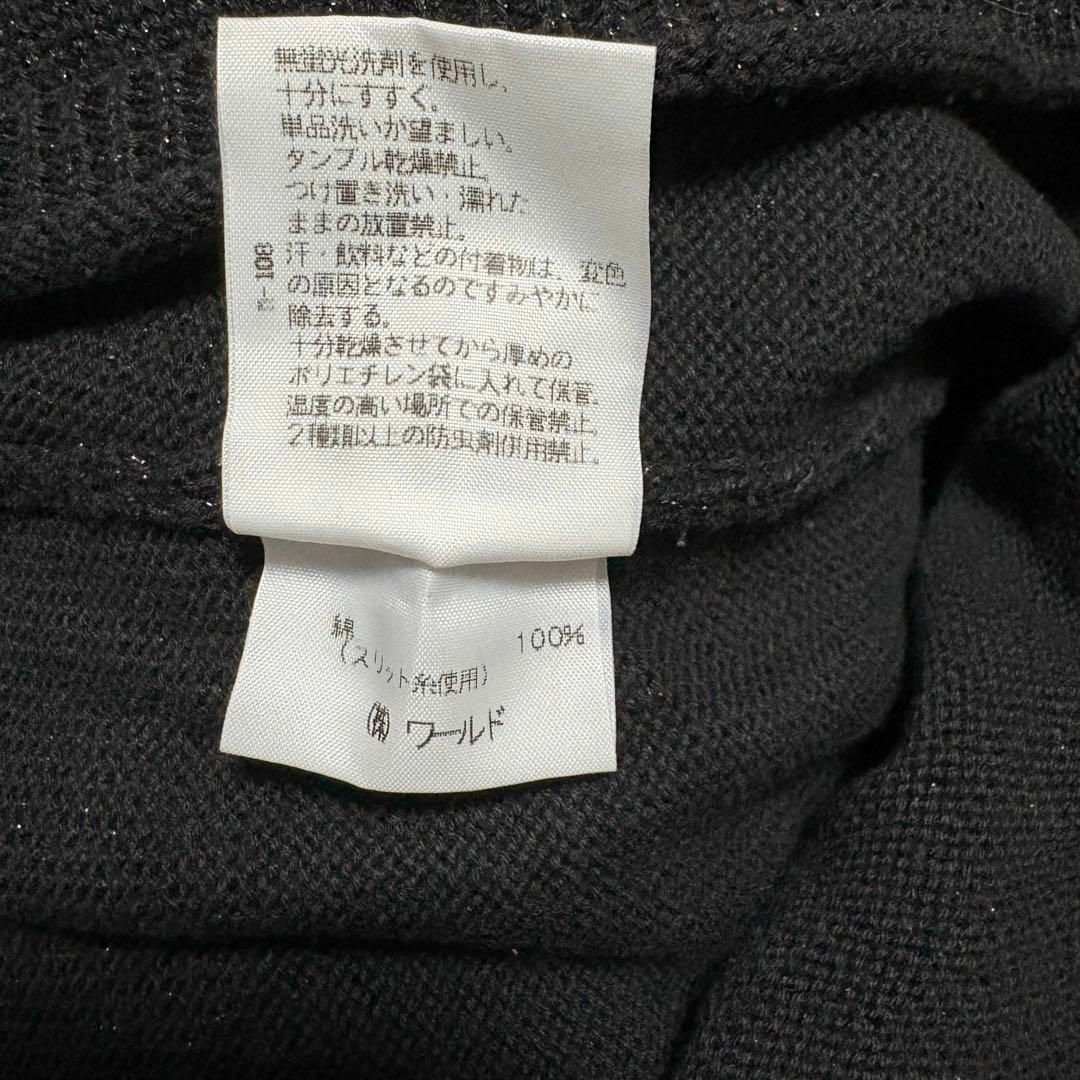 無蛍光洗剤を使用し、
十分にすすぐ。
単品洗いが望ましい。
タンブル乾燥禁止。
つけ置き洗い・濡れた
ままの放置禁止。
汗・飲料などの付着物は、変色
の原因となるのですみやかに
除去する。
十分乾燥させてから厚めの
ポリエチレン袋に入れて保管。
温度の高い場所での保管禁止。
2種類以上の防虫剤併用禁止。
綿 100%
(スリット糸使用)
㈱ワールド